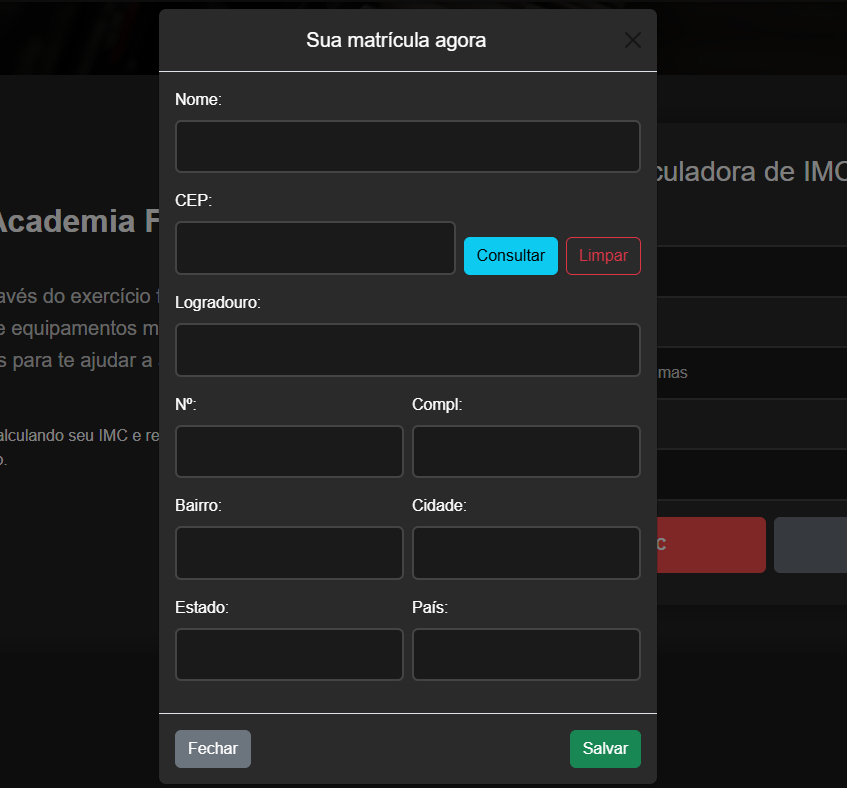 Sua matrícula agora
Nome:
CEP:
Consultar
Limpar
Logradouro:
Nº:
Compl:
Bairro:
Cidade:
Estado:
País:
Fechar
Salvar
Academia F
avés do exercício f
e equipamentos m
s para te ajudar a
alculando seu IMC e re
o.
culadora de IMC
mas
c